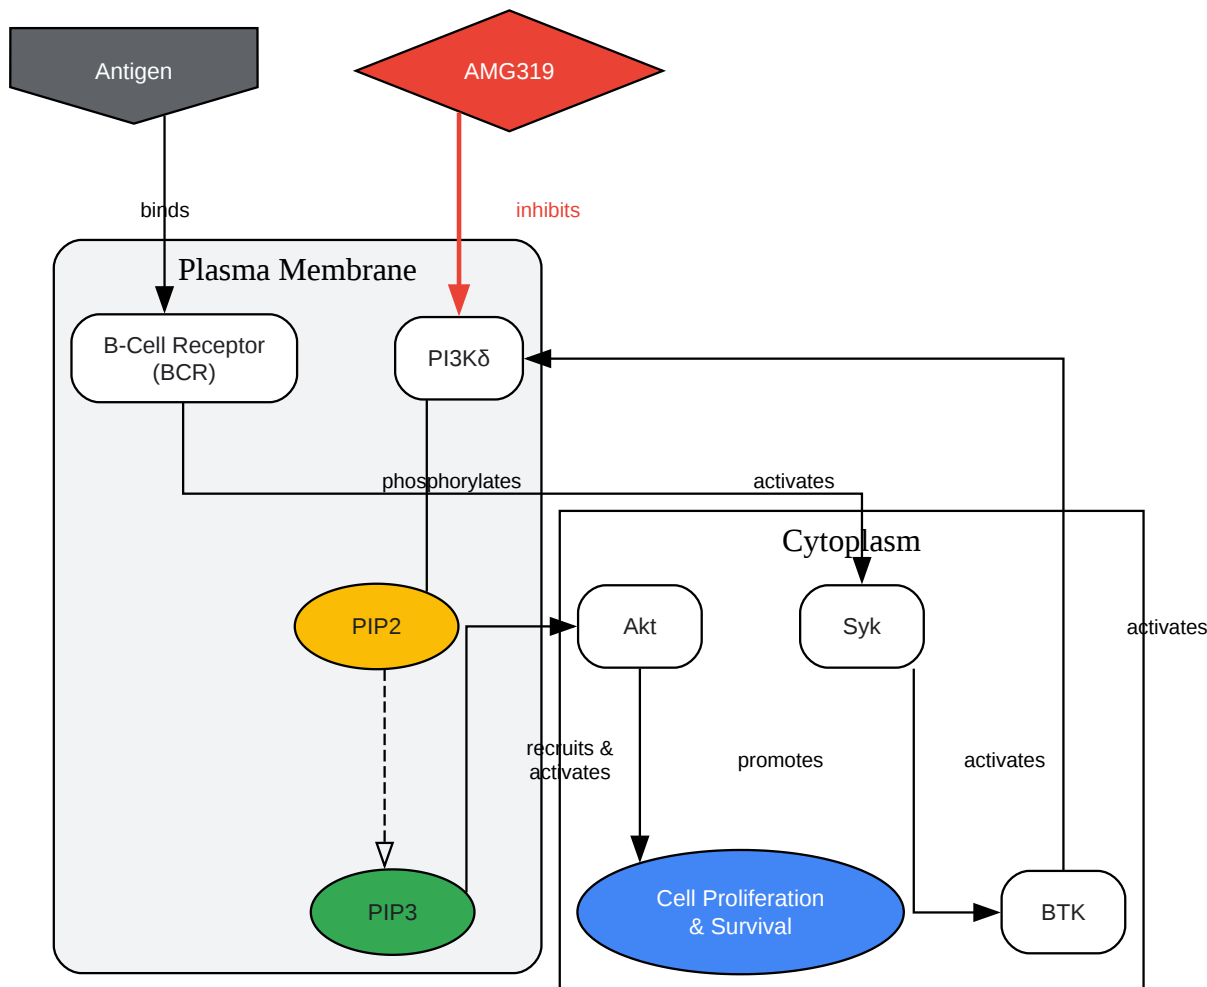 Antigen
AMG319
binds
inhibits
Plasma Membrane
B-Cell Receptor
(BCR)
PI3Kδ
phosphorylates
activates
Cytoplasm
PIP2
Akt
Syk
activates
recruits &
activates
promotes
activates
PIP3
Cell Proliferation
& Survival
BTK